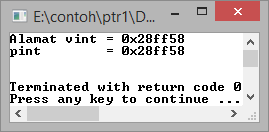 E:\contoh\ptr1\D...
Alamat vint = 0x28ff58
pint        = 0x28ff58
Terminated with return code 0
Press any key to continue ...